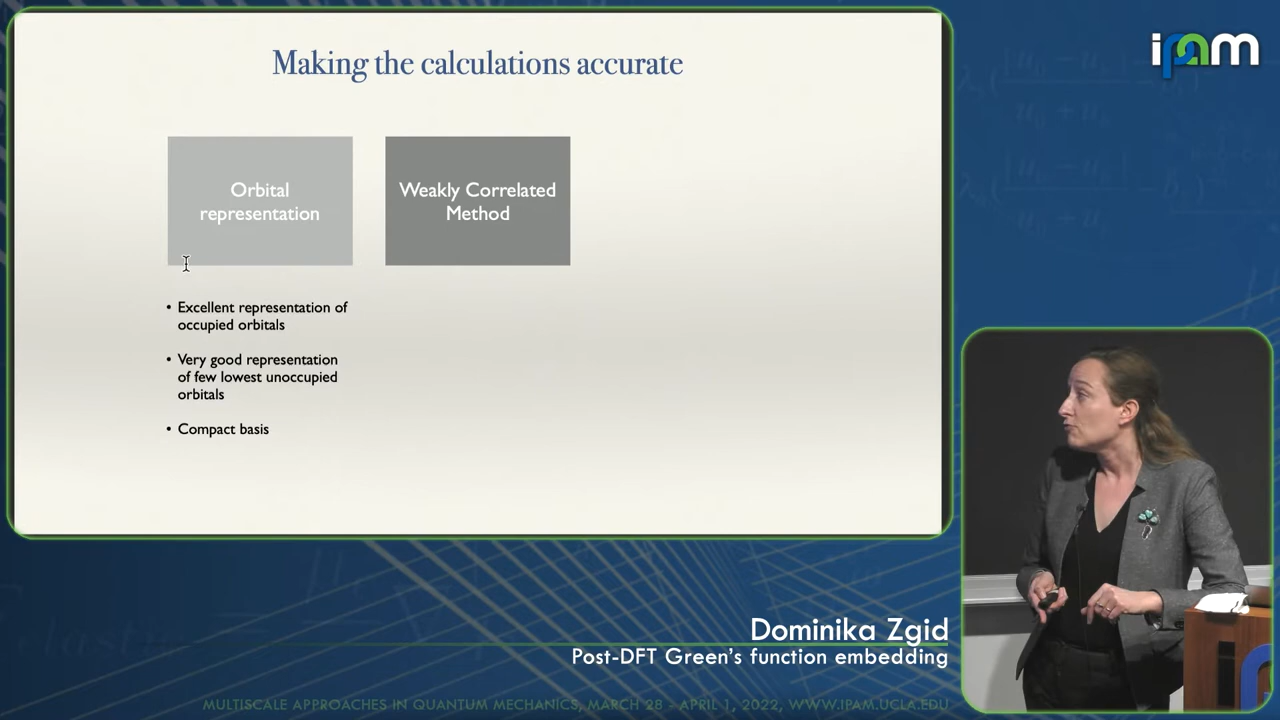 Making the calculations accurate
ipam
Orbital
representation
Weakly Correlated
Method
• Excellent representation of
occupied orbitals
• Very good representation
of few lowest unoccupied
orbitals
• Compact basis
Dominika Zgid
Post-DFT Green's function embedding
MULTISCALE APPROACHES IN QUANTUM MECHANICS, MARCH 28 - APRIL 1, 2022, WWW.IPAM.UCLA.EDU